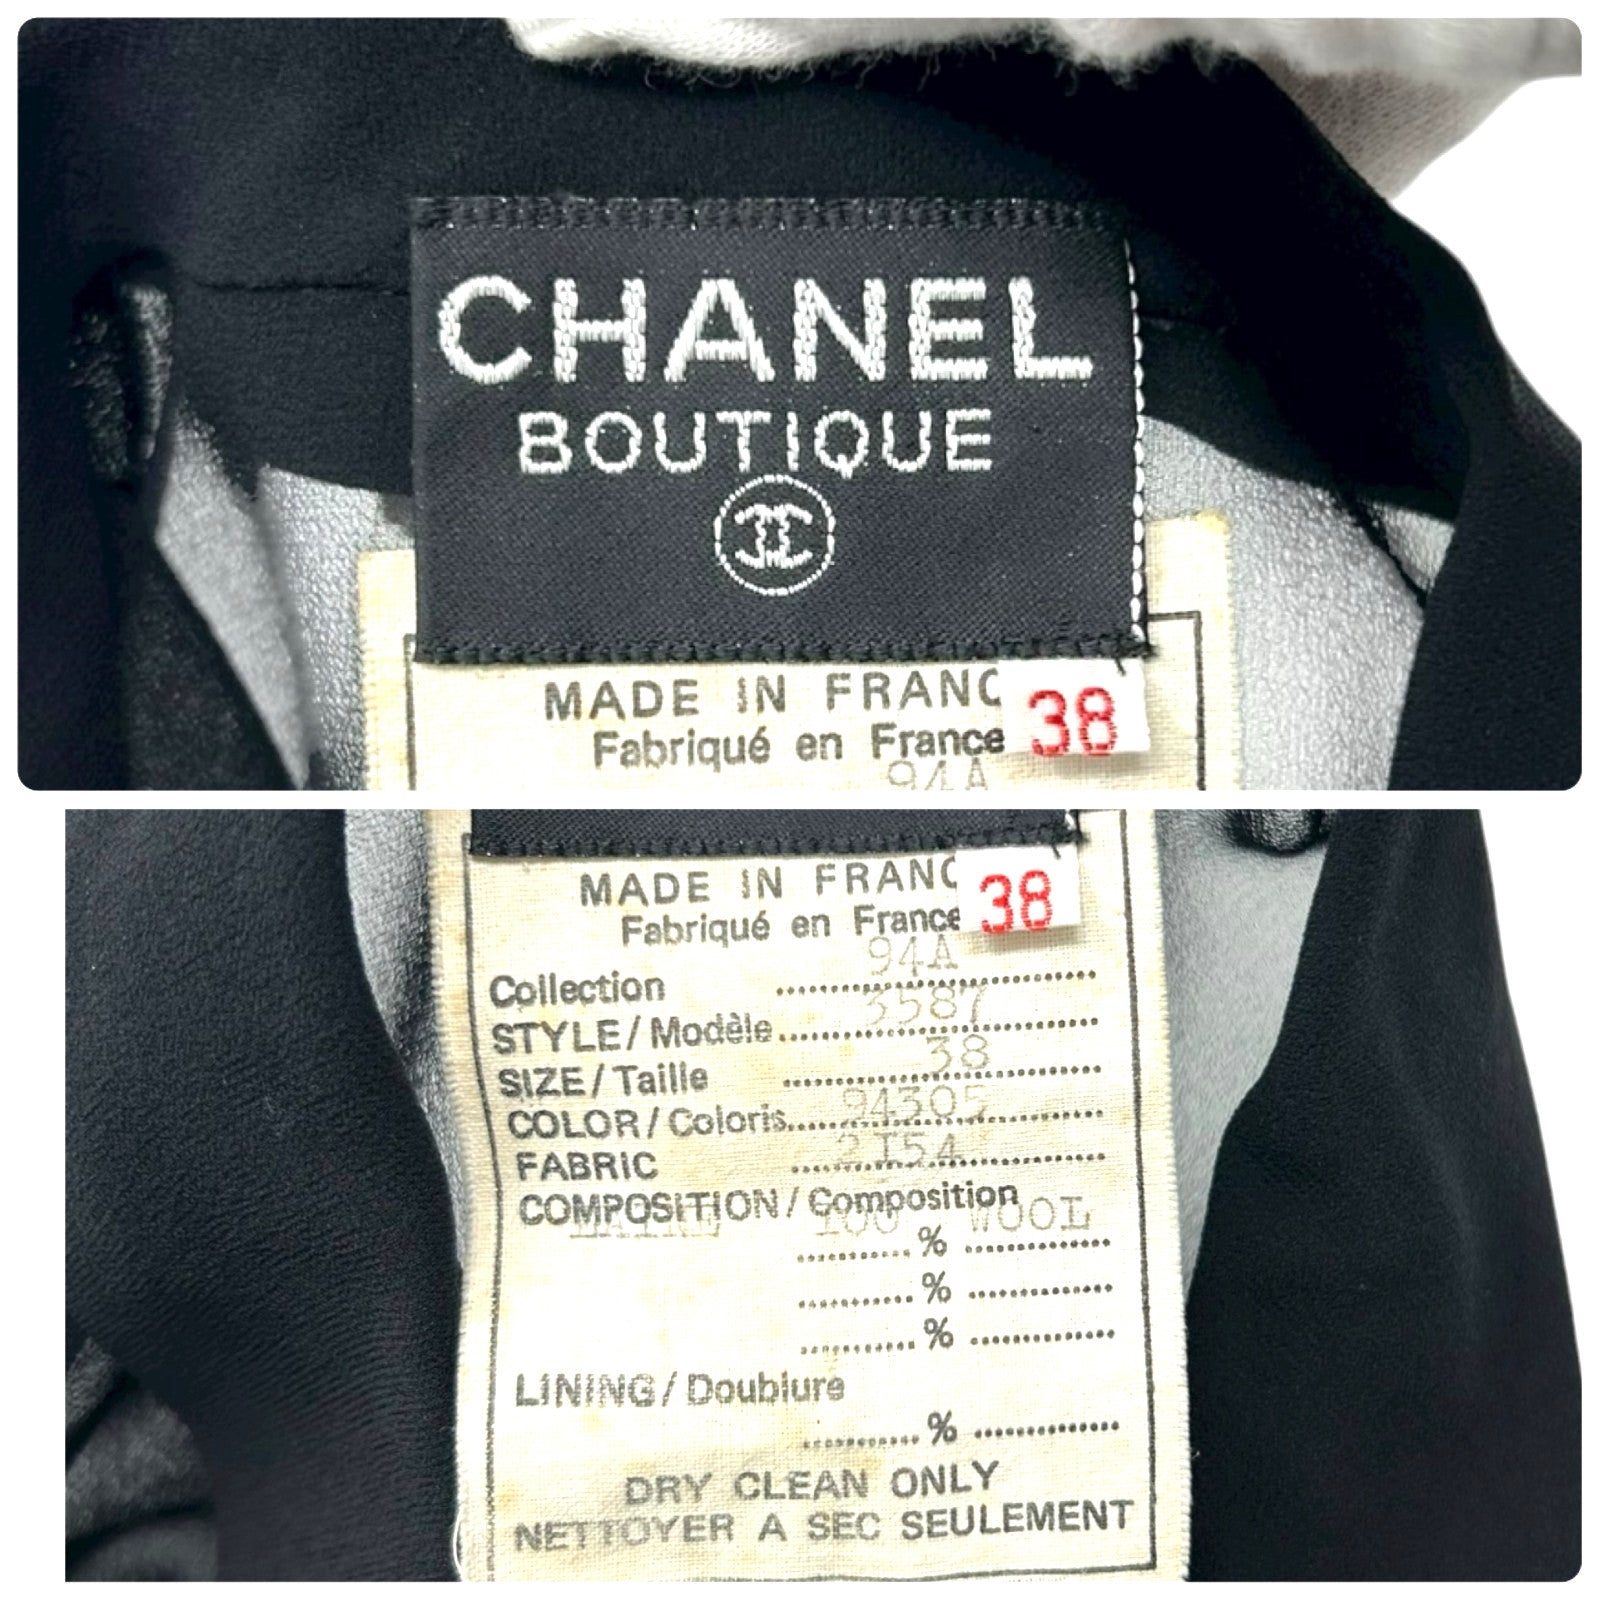 CHANEL
BOUTIQUE
MADE IN FRANC 38
Fabriqué en France
94A
MADE IN FRANC 38
Fabriqué en France
94A
Collection
3587
STYLE/Modèle
38
SIZE/Taille
94305
COLOR/Coloris
2154
FABRIC
COMPOSITION/Composition
LAINE 100 WOOL
%
%
%
LINING/Doublure
%
DRY CLEAN ONLY
NETTOYER A SEC SEULEMENT